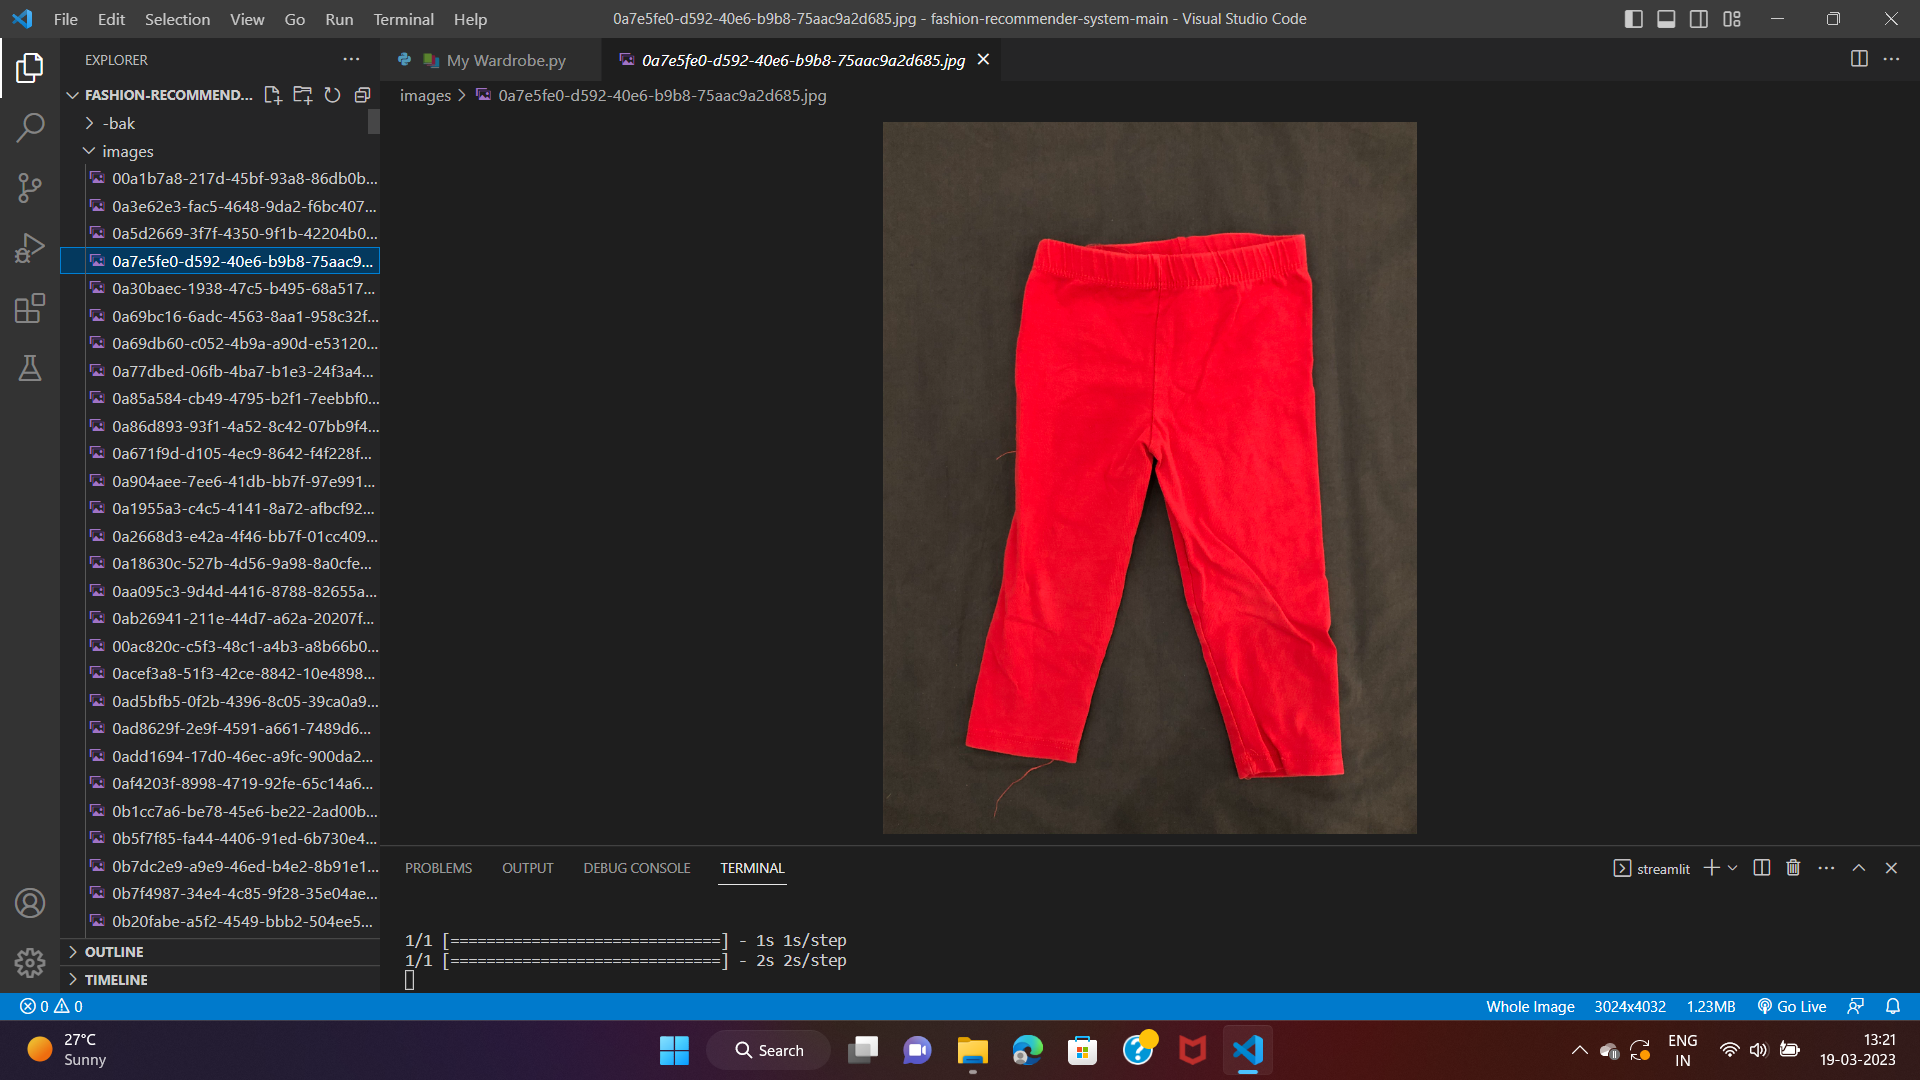 File Edit Selection View Go Run Terminal Help
0a7e5fe0-d592-40e6-b9b8-75aac9a2d685.jpg - fashion-recommender-system-main - Visual Studio Code
EXPLORER
My Wardrobe.py
0a7e5fe0-d592-40e6-b9b8-75aac9a2d685.jpg
FASHION-RECOMMEND...
images
0a7e5fe0-d592-40e6-b9b8-75aac9a2d685.jpg
-bak
images
00a1b7a8-217d-45bf-93a8-86db0b...
0a3e62e3-fac5-4648-9da2-f6bc407...
0a5d2669-3f7f-4350-9f1b-42204b0...
0a7e5fe0-d592-40e6-b9b8-75aac9...
0a30baec-1938-47c5-b495-68a517...
0a69bc16-6adc-4563-8aa1-958c32f...
0a69db60-c052-4b9a-a90d-e53120...
0a77dbed-06fb-4ba7-b1e3-24f3a4...
0a85a584-cb49-4795-b2f1-7eebbf0...
0a86d893-93f1-4a52-8c42-07bb9f4...
0a671f9d-d105-4ec9-8642-f4f228f...
0a904aee-7ee6-41db-bb7f-97e991...
0a1955a3-c4c5-4141-8a72-afbcf92...
0a2668d3-e42a-4f46-bb7f-01cc409...
0a18630c-527b-4d56-9a98-8a0cfe...
0aa095c3-9d4d-4416-8788-82655a...
0ab26941-211e-44d7-a62a-20207f...
00ac820c-c5f3-48c1-a4b3-a8b66b0...
0acef3a8-51f3-42ce-8842-10e4898...
0ad5bfb5-0f2b-4396-8c05-39ca0a9...
0ad8629f-2e9f-4591-a661-7489d6...
0add1694-17d0-46ec-a9fc-900da2...
0af4203f-8998-4719-92fe-65c14a6...
0b1cc7a6-be78-45e6-be22-2ad00b...
0b5f7f85-fa44-4406-91ed-6b730e4...
0b7dc2e9-a9e9-46ed-b4e2-8b91e1...
0b7f4987-34e4-4c85-9f28-35e04ae...
0b20fabe-a5f2-4549-bbb2-504ee5...
OUTLINE
TIMELINE
PROBLEMS OUTPUT DEBUG CONSOLE TERMINAL
streamlit
1/1 [==============================] - 1s 1s/step
1/1 [==============================] - 2s 2s/step
0 0
Whole Image 3024x4032 1.23MB Go Live
27°C
Sunny
Search
ENG
IN
13:21
19-03-2023